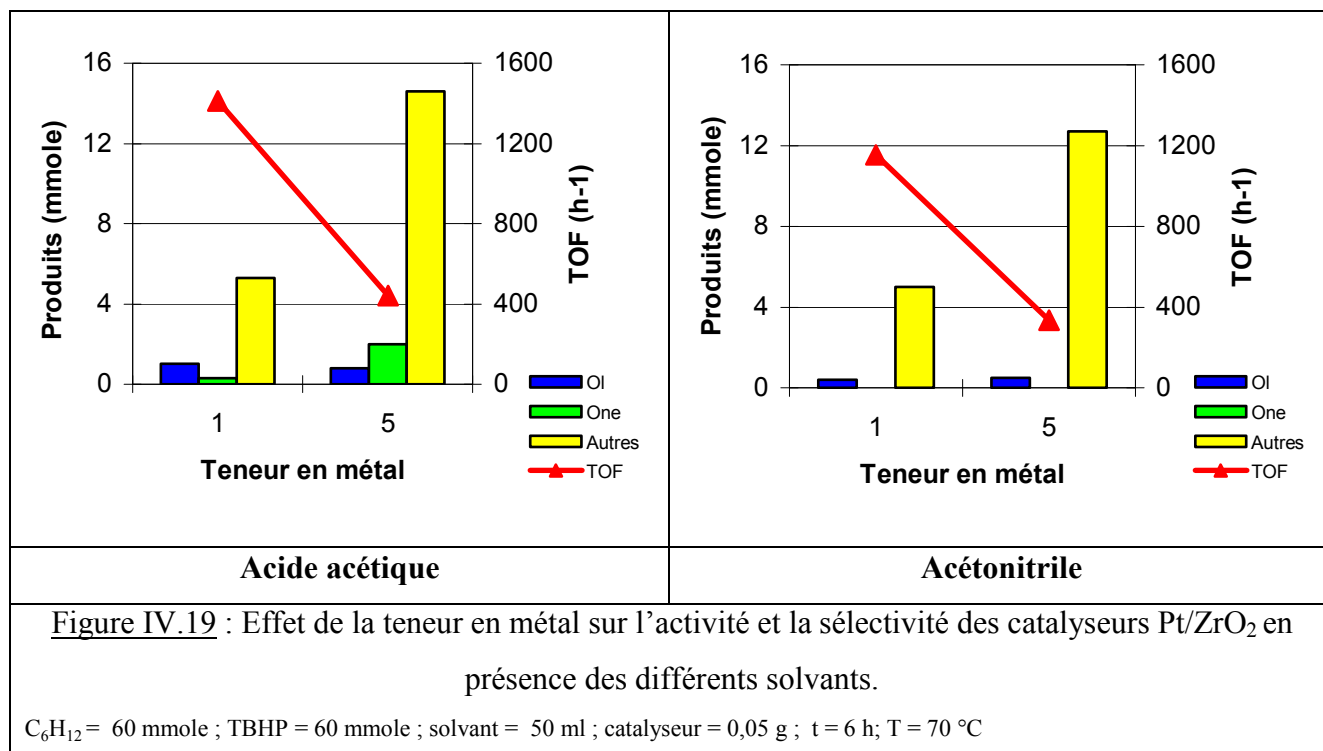 16
12
8
4
0
1600
1200
800
400
0
Produits (mmole)
TOF (h-1)
1
5
Teneur en métal
Ol
One
Autres
TOF
16
12
8
4
0
1600
1200
800
400
0
Produits (mmole)
TOF (h-1)
1
5
Teneur en métal
Ol
One
Autres
TOF
Acide acétique
Acétonitrile
Figure IV.19 : Effet de la teneur en métal sur l’activité et la sélectivité des catalyseurs Pt/ZrO₂ en
présence des différents solvants.
C₆H₁₂ = 60 mmole ; TBHP = 60 mmole ; solvant = 50 ml ; catalyseur = 0,05 g ; t = 6 h; T = 70 °C